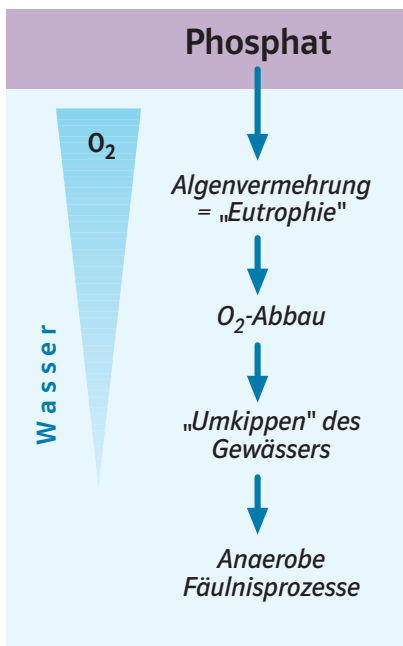 Phosphat
O₂
Algenvermehrung
= "Eutrophie"
O₂-Abbau
"Umkippen" des
Gewässers
Anaerobe
Fäulnisprozesse
Wasser